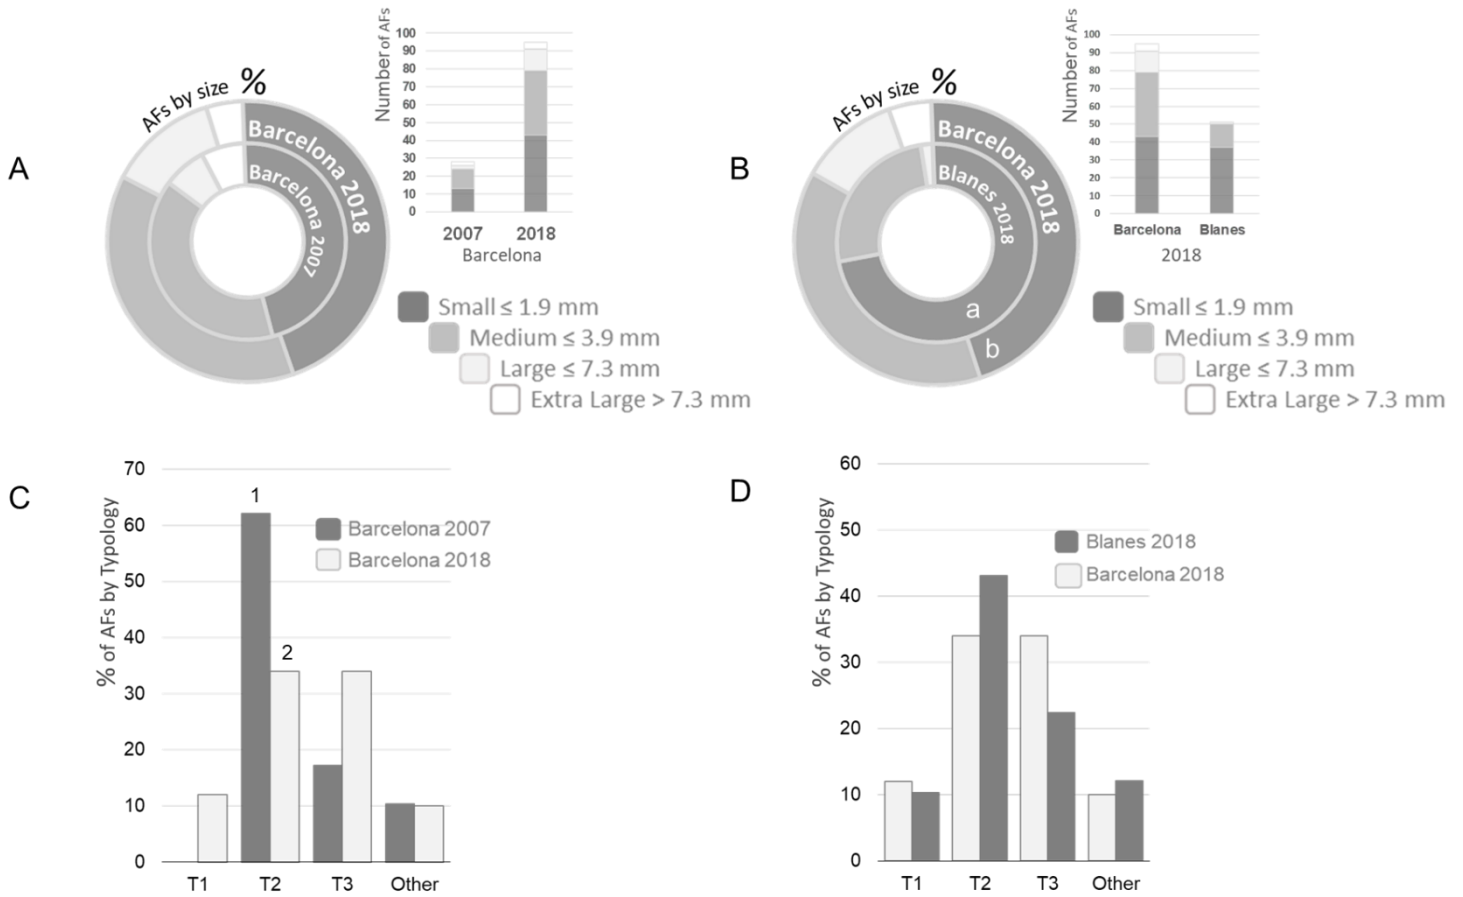 A
AFs by size %
Barcelona 2018
Barcelona 2007
Number of AFs
100
90
80
70
60
50
40
30
20
10
0
2007 2018
Barcelona
Small ≤ 1.9 mm
Medium ≤ 3.9 mm
Large ≤ 7.3 mm
Extra Large > 7.3 mm
B
AFs by size %
Barcelona 2018
Blanes 2018
a
b
Number of AFs
100
90
80
70
60
50
40
30
20
10
0
Barcelona Blanes
2018
Small ≤ 1.9 mm
Medium ≤ 3.9 mm
Large ≤ 7.3 mm
Extra Large > 7.3 mm
C
% of AFs by Typology
70
60
50
40
30
20
10
0
1
2
Barcelona 2007
Barcelona 2018
T1 T2 T3 Other
D
% of AFs by Typology
60
50
40
30
20
10
0
Blanes 2018
Barcelona 2018
T1 T2 T3 Other